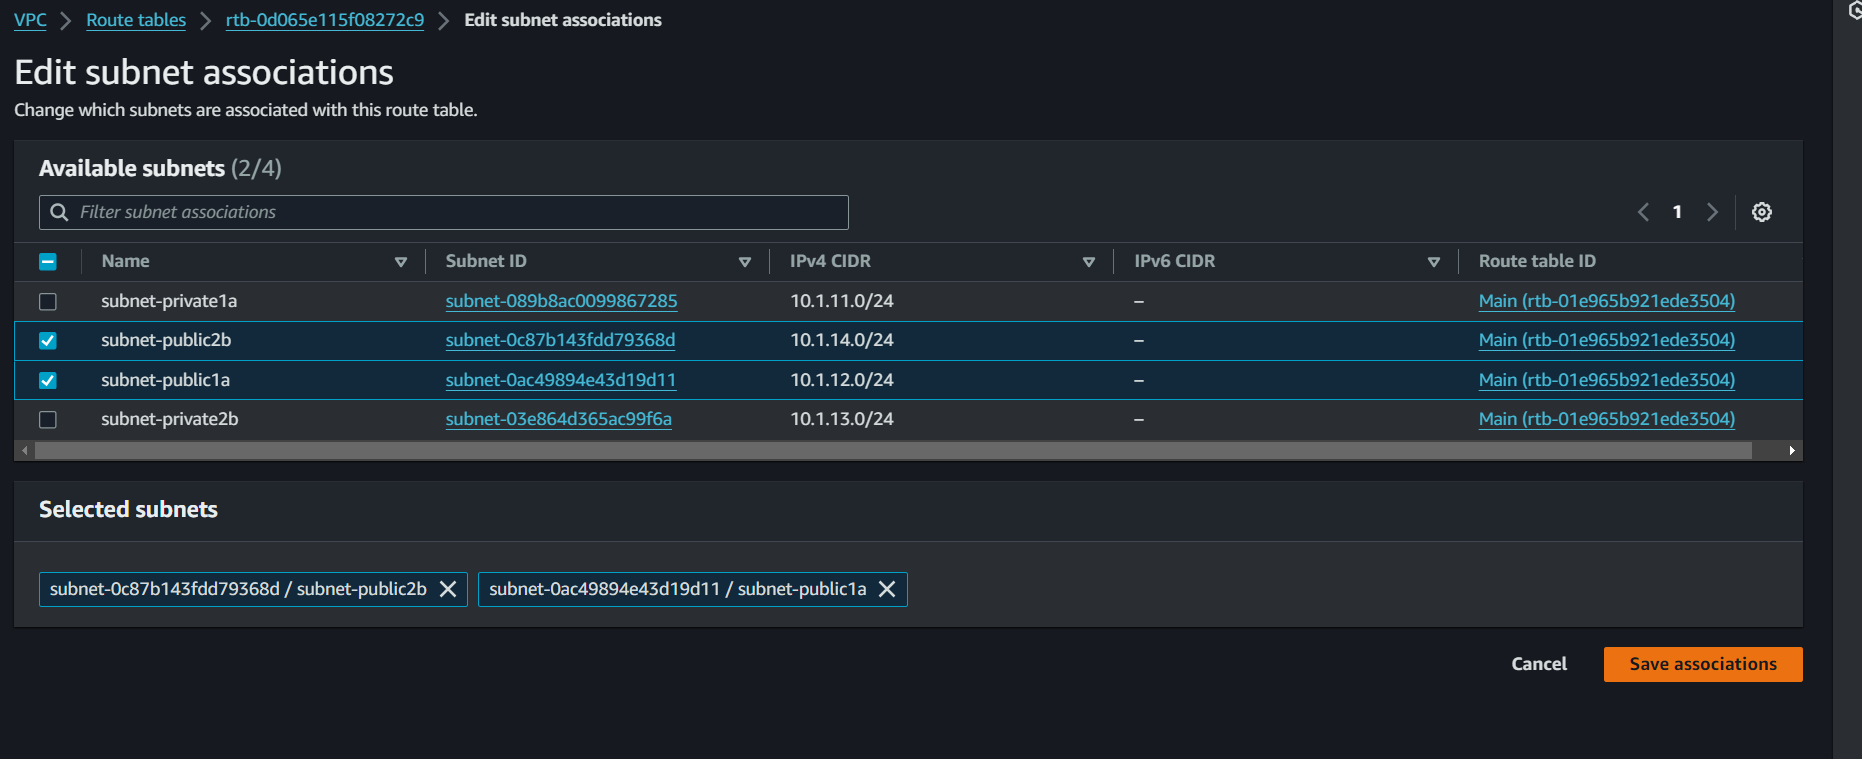 VPC > Route tables > rtb-0d065e115f08272c9 > Edit subnet associations
Edit subnet associations
Change which subnets are associated with this route table.
Available subnets (2/4)
Filter subnet associations
1
Name Subnet ID IPv4 CIDR IPv6 CIDR Route table ID
subnet-private1a subnet-089b8ac0099867285 10.1.11.0/24 – Main (rtb-01e965b921ede3504)
subnet-public2b subnet-0c87b143fdd79368d 10.1.14.0/24 – Main (rtb-01e965b921ede3504)
subnet-public1a subnet-0ac49894e43d19d11 10.1.12.0/24 – Main (rtb-01e965b921ede3504)
subnet-private2b subnet-03e864d365ac99f6a 10.1.13.0/24 – Main (rtb-01e965b921ede3504)
Selected subnets
subnet-0c87b143fdd79368d / subnet-public2b subnet-0ac49894e43d19d11 / subnet-public1a
Cancel Save associations